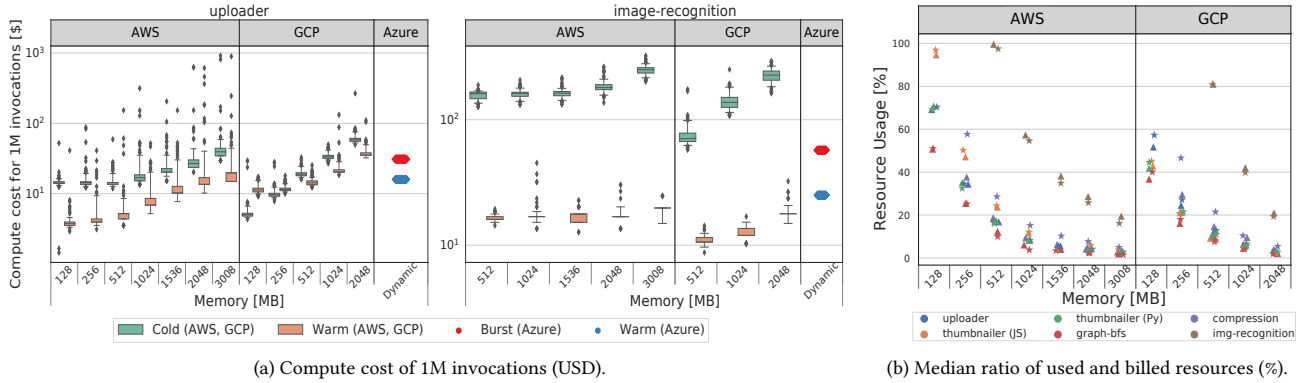 uploader
AWS
GCP
Azure
Compute cost for 1M invocations [$]
10³
10²
10¹
128
256
512
1024
1536
2048
3008
128
256
512
1024
2048
Dynamic
Memory [MB]
image-recognition
AWS
GCP
Azure
10²
10¹
512
1024
1536
2048
3008
512
1024
2048
Dynamic
Memory [MB]
Cold (AWS, GCP) Warm (AWS, GCP) Burst (Azure) Warm (Azure)
(a) Compute cost of 1M invocations (USD).
AWS
GCP
Resource Usage [%]
100
80
60
40
20
0
128
256
512
1024
1536
2048
3008
128
256
512
1024
2048
Memory [MB]
uploader thumbnailer (Py) compression
thumbnailer (JS) graph-bfs img-recognition
(b) Median ratio of used and billed resources (%).